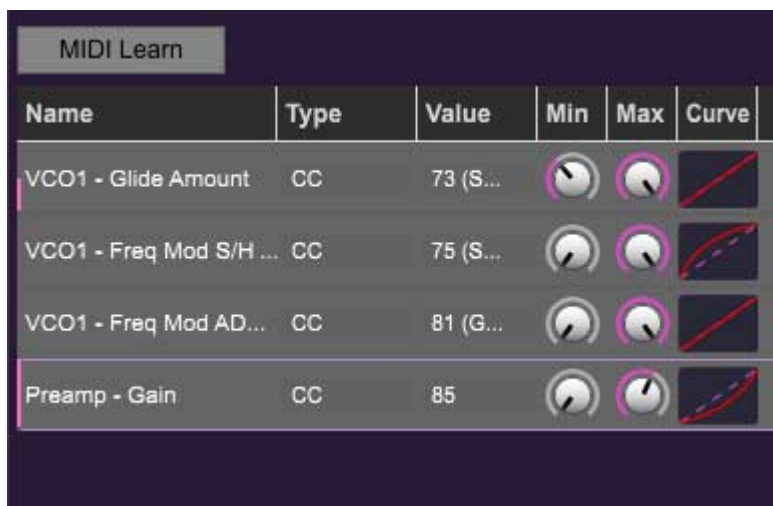 MIDI Learn
Name Type Value Min Max Curve
VCO1 - Glide Amount CC 73 (S...
VCO1 - Freq Mod S/H ... CC 75 (S...
VCO1 - Freq Mod AD... CC 81 (G...
Preamp - Gain CC 85